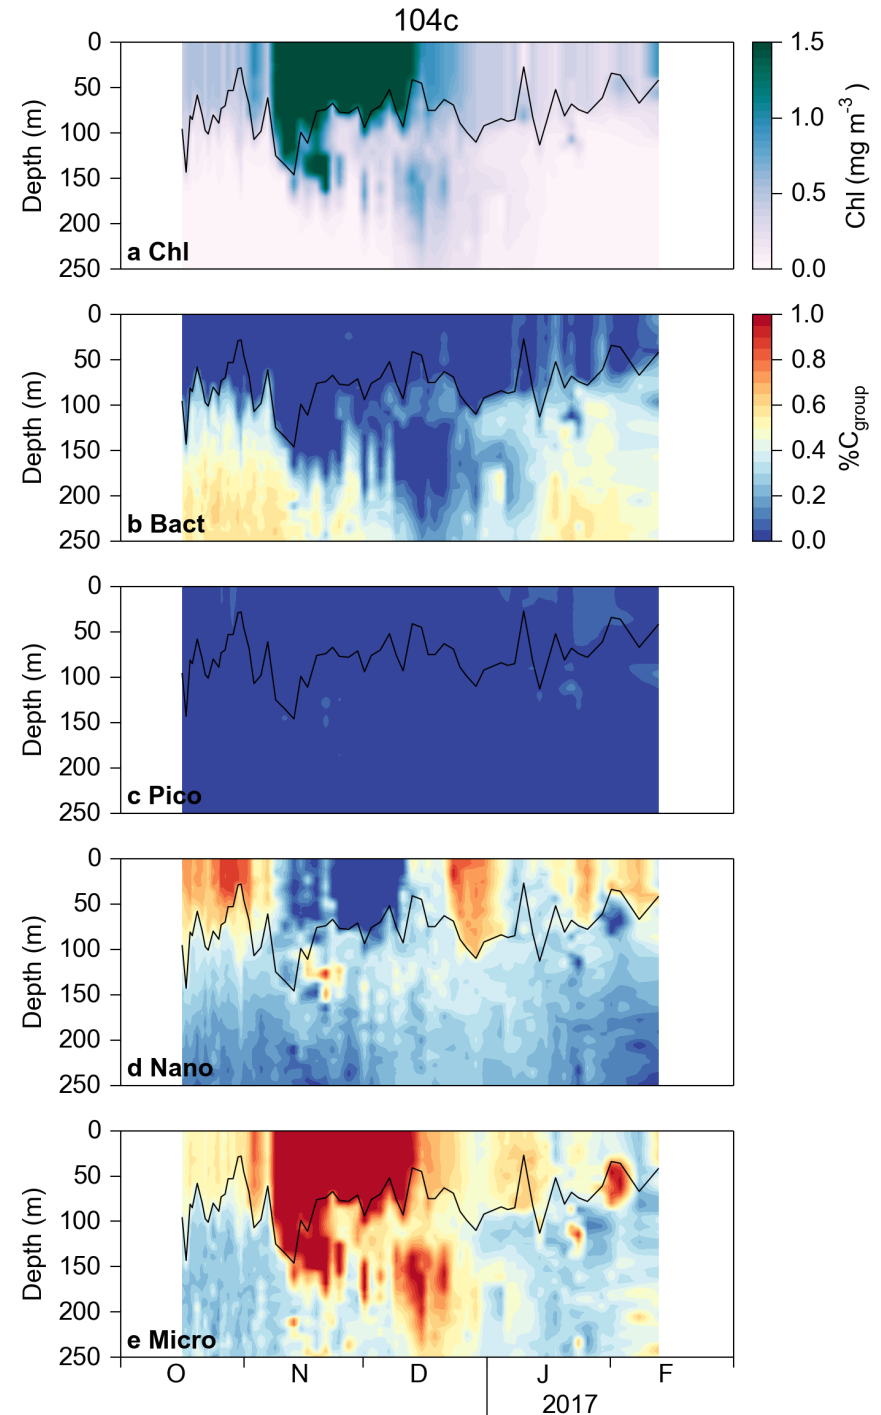 104c
0
50
100
150
200
250
Depth (m)
a Chl
1.5
1.0
0.5
0.0
Chl (mg m⁻³ )
0
50
100
150
200
250
Depth (m)
b Bact
1.0
0.8
0.6
0.4
0.2
0.0
%Cgroup
0
50
100
150
200
250
Depth (m)
c Pico
0
50
100
150
200
250
Depth (m)
d Nano
0
50
100
150
200
250
Depth (m)
e Micro
O N D J F
2017